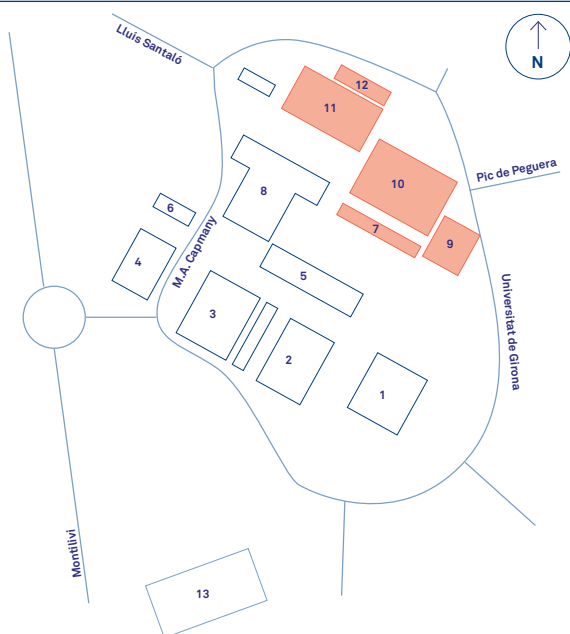 Lluís Santaló
N
12
11
Pic de Peguera
10
8
6
7
9
M.A. Capmany
4
5
3
Universitat de Girona
2
1
Montilivi
13